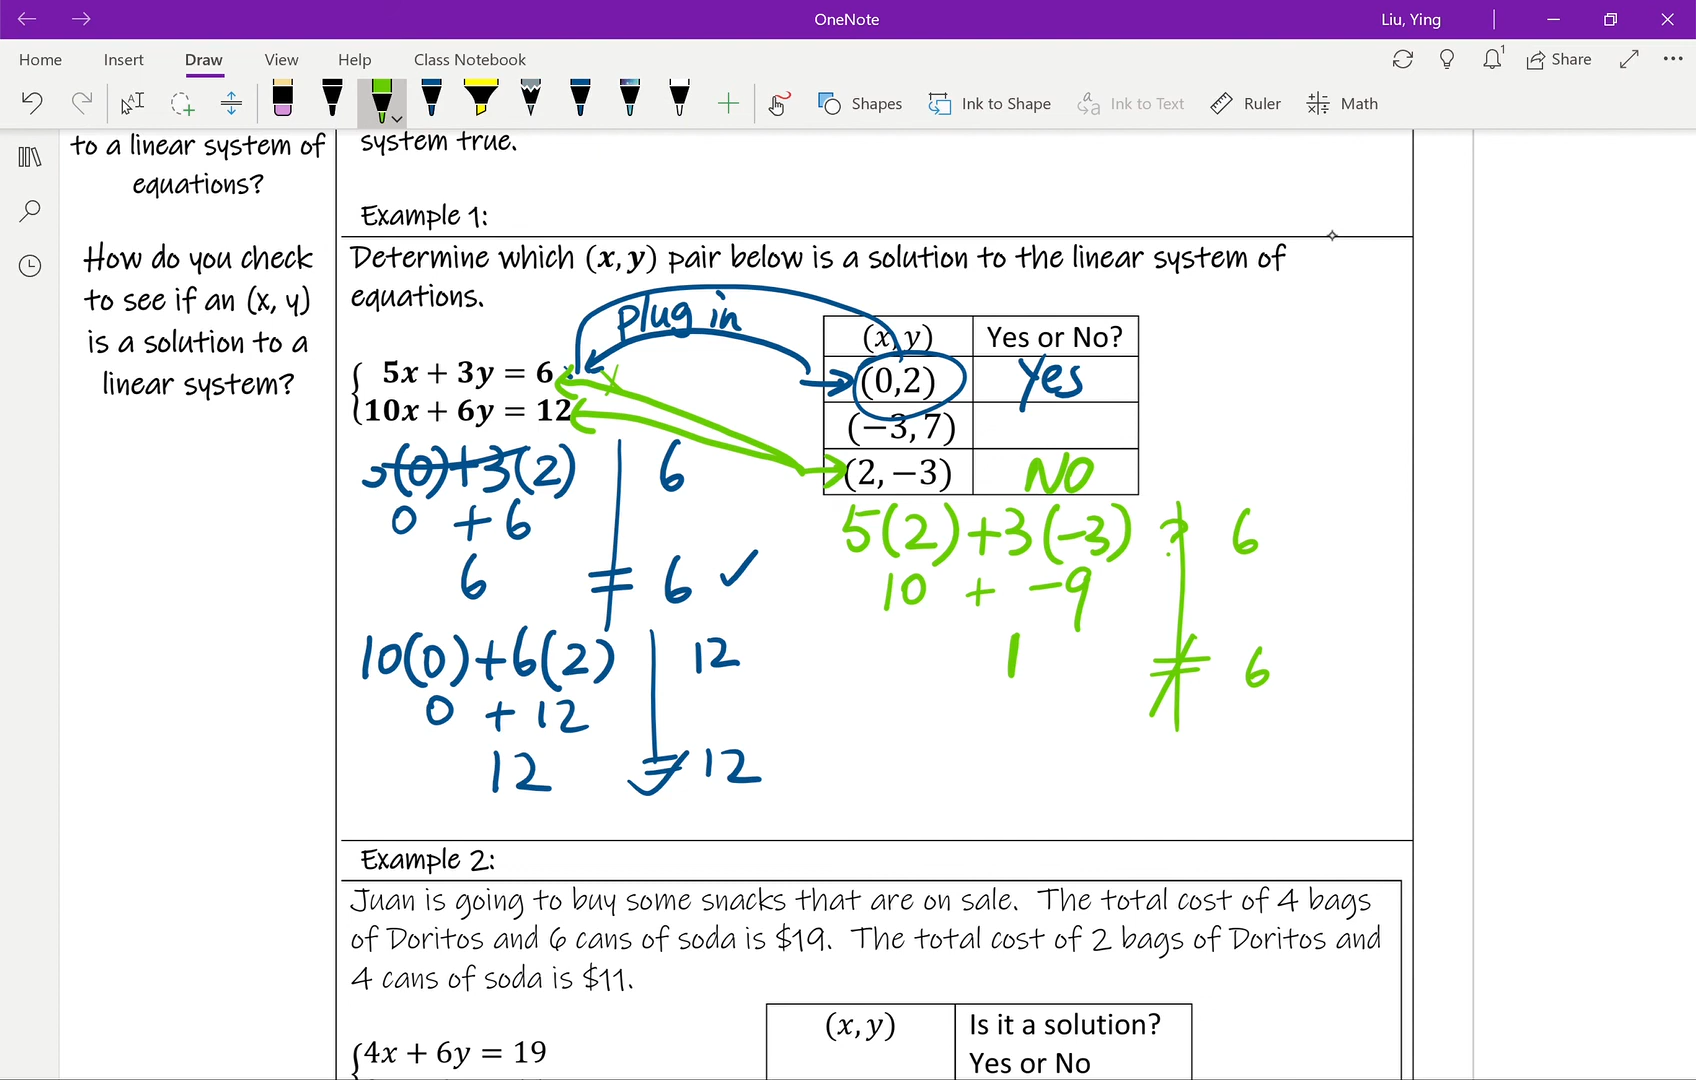 OneNote
Liu, Ying
Home Insert Draw View Help Class Notebook
1 Share
Shapes Ink to Shape Ink to Text Ruler Math
to a linear system of
equations?
How do you check
to see if an (x, y)
is a solution to a
linear system?
system true.
Example 1:
Determine which (x, y) pair below is a solution to the linear system of
equations.
plug in
5x + 3y = 6
10x + 6y = 12
(x, y) Yes or No?
(0,2) Yes
(−3, 7)
(2, −3) NO
5(0)+3(2) 6
0 + 6
6 = 6 ✓
10(0)+6(2) 12
0 + 12
12 = 12
5(2)+3(-3) ? 6
10 + -9
1 ≠ 6
Example 2:
Juan is going to buy some snacks that are on sale. The total cost of 4 bags
of Doritos and 6 cans of soda is $19. The total cost of 2 bags of Doritos and
4 cans of soda is $11.
4x + 6y = 19
(x, y) Is it a solution?
Yes or No